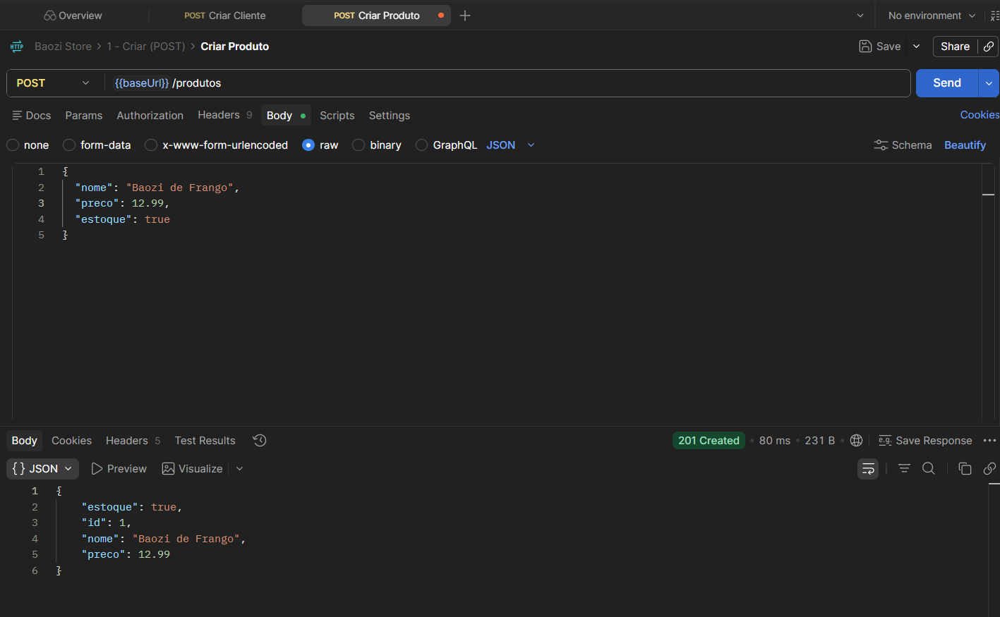 Overview POST Criar Cliente POST Criar Produto No environment
HTTP Baozi Store > 1 - Criar (POST) > Criar Produto Save Share
POST {{baseUrl}} /produtos Send
Docs Params Authorization Headers 9 Body Scripts Settings Cookies
none form-data x-www-form-urlencoded raw binary GraphQL JSON Schema Beautify
1 {
2 "nome": "Baozi de Frango",
3 "preco": 12.99,
4 "estoque": true
5 }
Body Cookies Headers 5 Test Results 201 Created • 80 ms • 231 B • e.g. Save Response
{} JSON Preview Visualize
1 {
2 "estoque": true,
3 "id": 1,
4 "nome": "Baozi de Frango",
5 "preco": 12.99
6 }